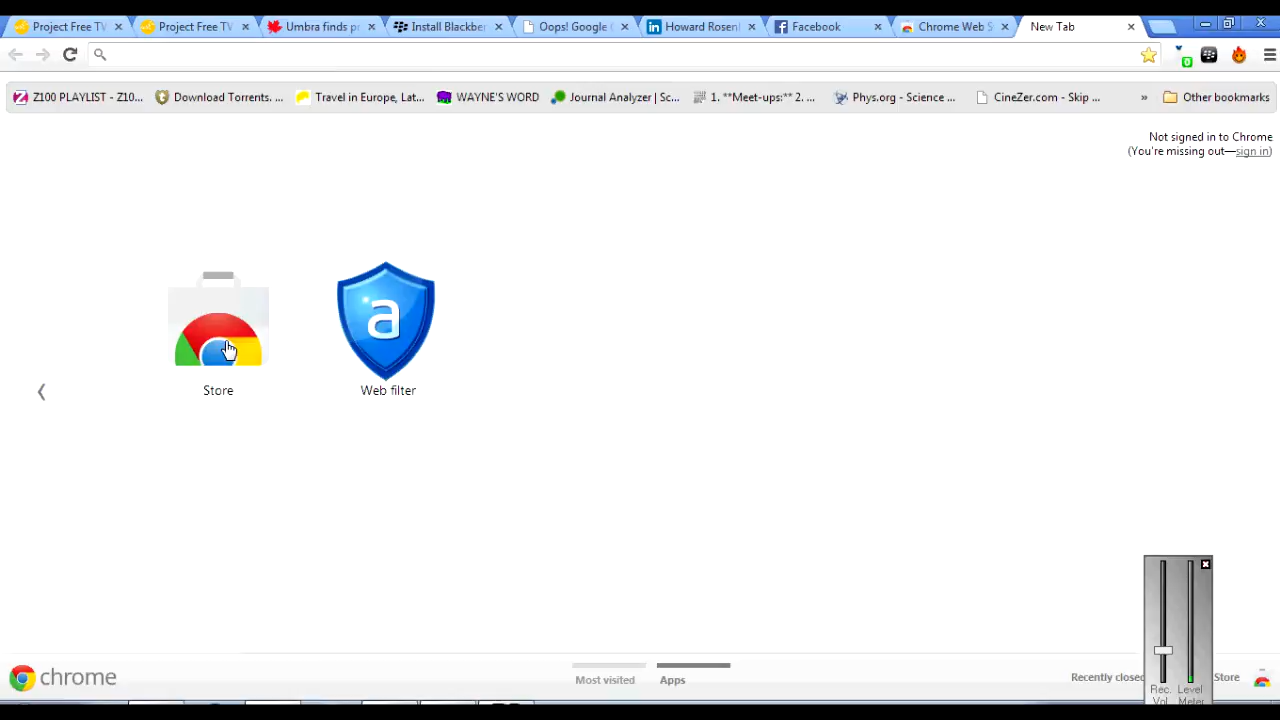 Project Free TV
Project Free TV
Umbra finds pr
Install Blackber
Oops! Google C
Howard Rosenl
Facebook
Chrome Web S
New Tab
0
Z100 PLAYLIST - Z10...
Download Torrents. ...
Travel in Europe, Lat...
WAYNE'S WORD
Journal Analyzer | Sc...
1. **Meet-ups:** 2. ...
Phys.org - Science ...
CineZer.com - Skip ...
»
Other bookmarks
Not signed in to Chrome
(You're missing out—sign in)
a
Store
Web filter
chrome
Most visited
Apps
Recently closed
Store
Rec. Level
Vol Meter